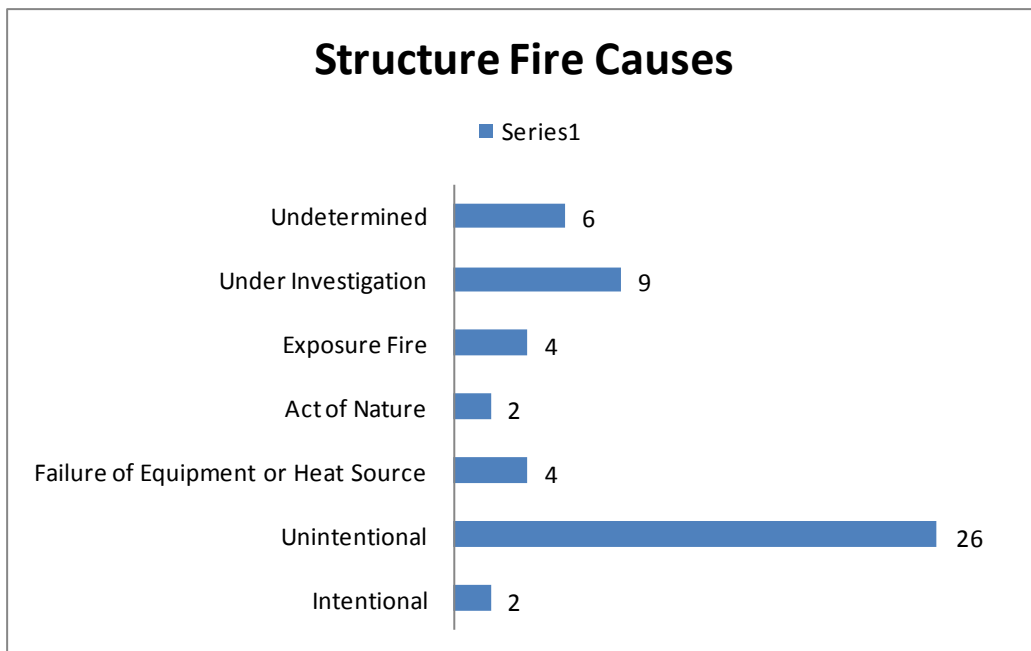 Structure Fire Causes
Series1
Undetermined 6
Under Investigation 9
Exposure Fire 4
Act of Nature 2
Failure of Equipment or Heat Source 4
Unintentional 26
Intentional 2